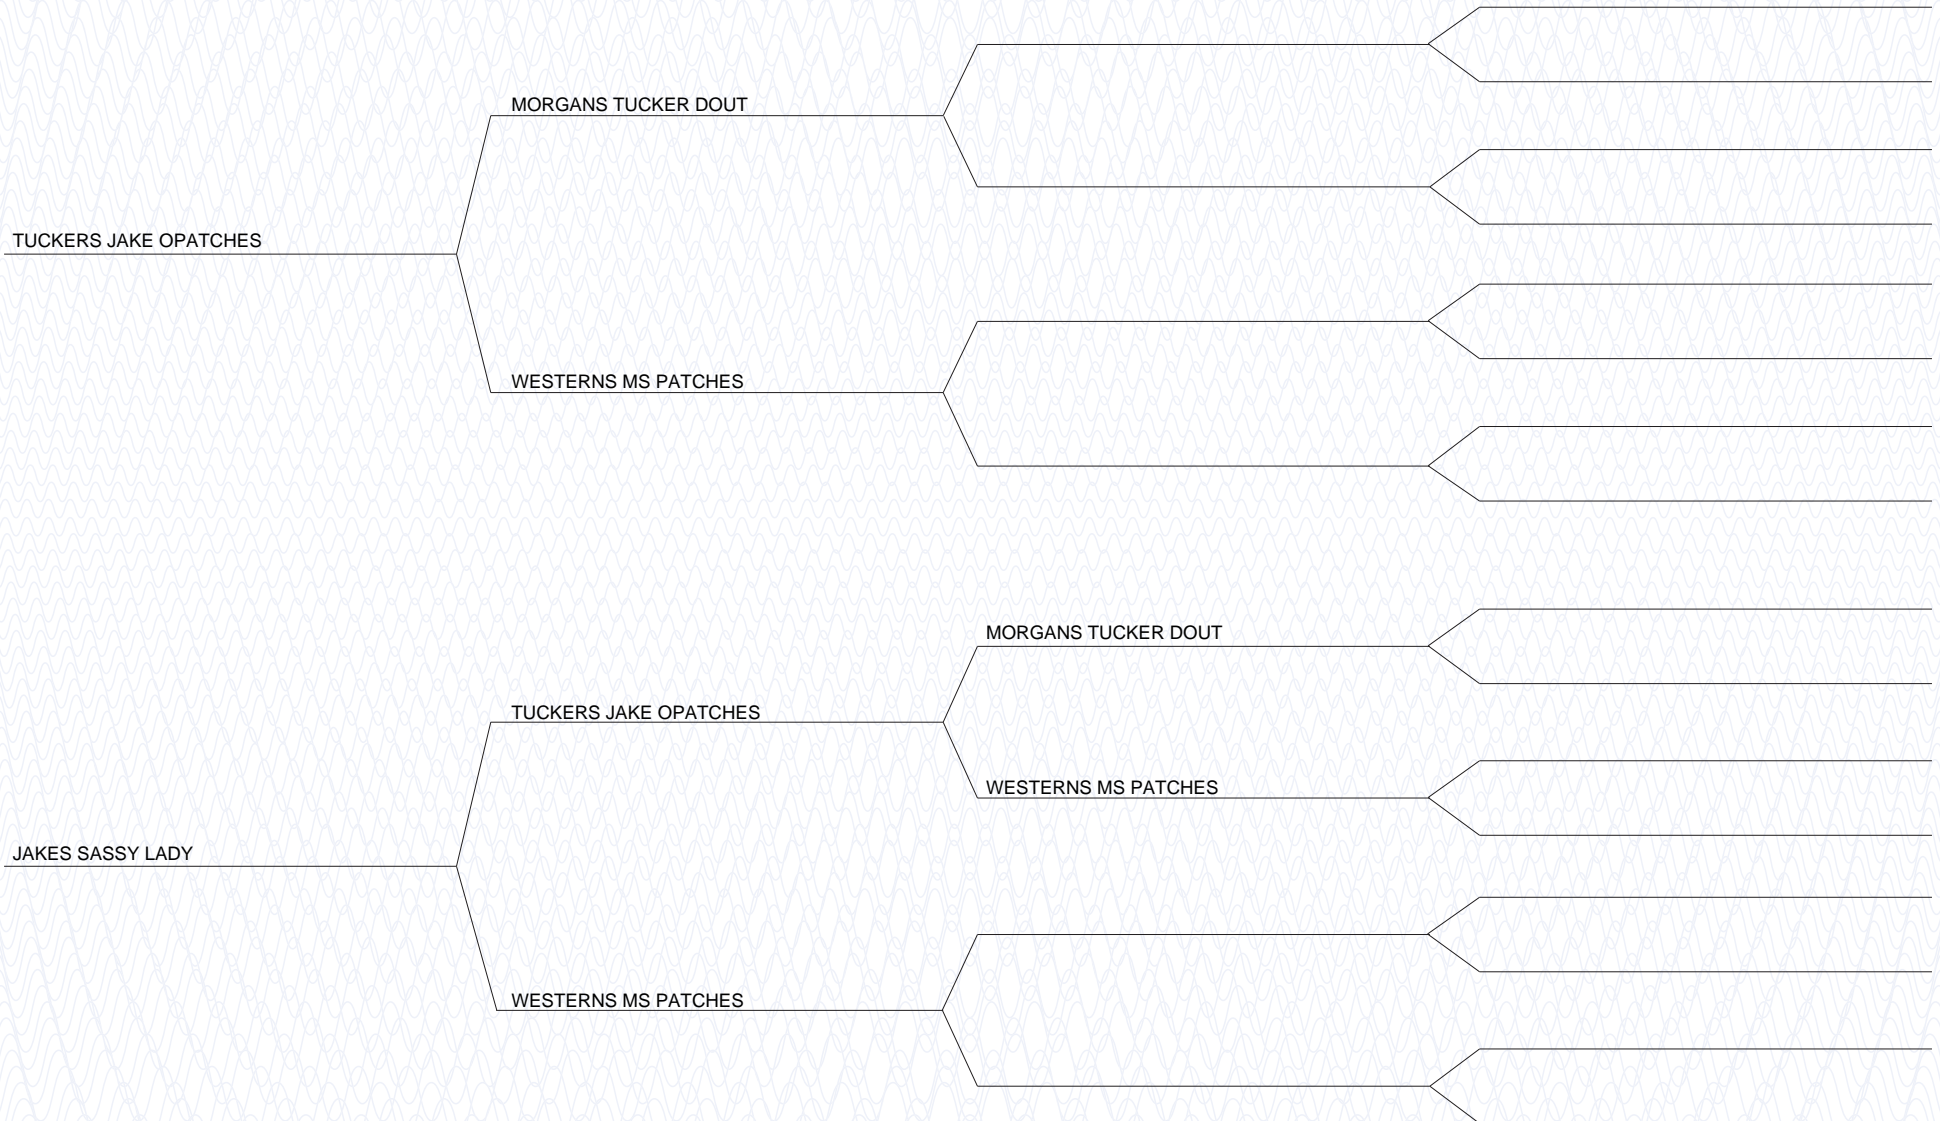 MORGANS TUCKER DOUT
TUCKERS JAKE OPATCHES
WESTERNS MS PATCHES
MORGANS TUCKER DOUT
TUCKERS JAKE OPATCHES
WESTERNS MS PATCHES
JAKES SASSY LADY
WESTERNS MS PATCHES